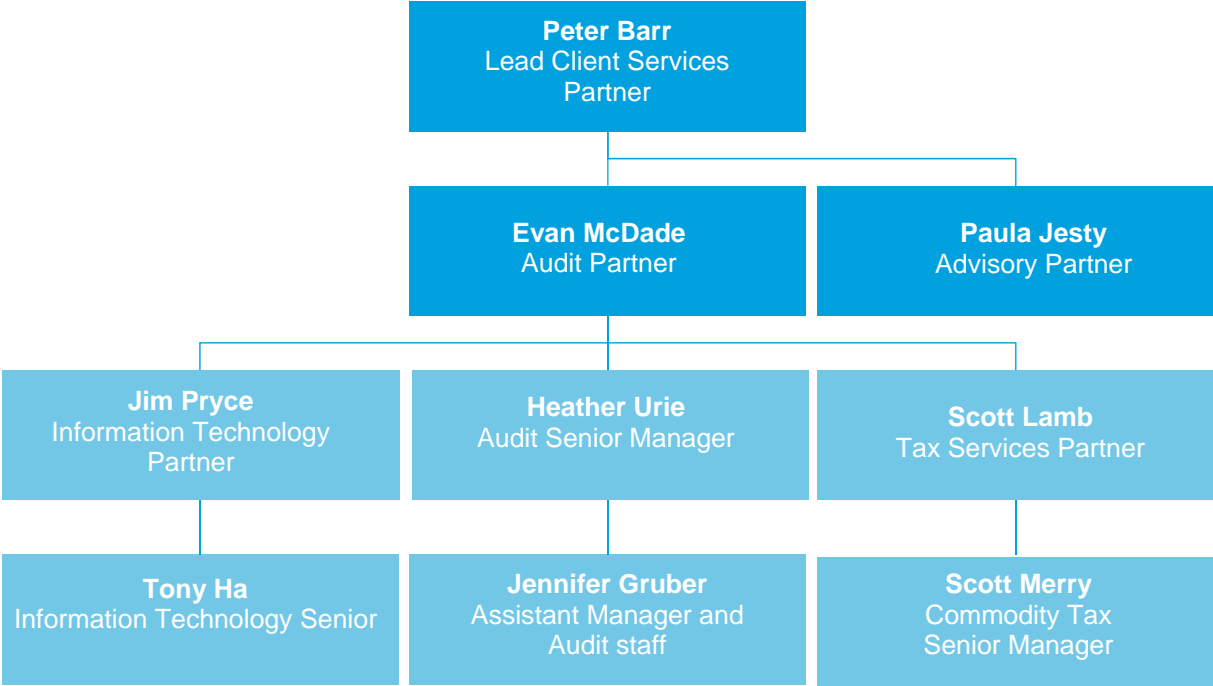 Peter Barr
Lead Client Services
Partner
Evan McDade
Audit Partner
Paula Jesty
Advisory Partner
Jim Pryce
Information Technology
Partner
Heather Urie
Audit Senior Manager
Scott Lamb
Tax Services Partner
Tony Ha
Information Technology Senior
Jennifer Gruber
Assistant Manager and
Audit staff
Scott Merry
Commodity Tax
Senior Manager